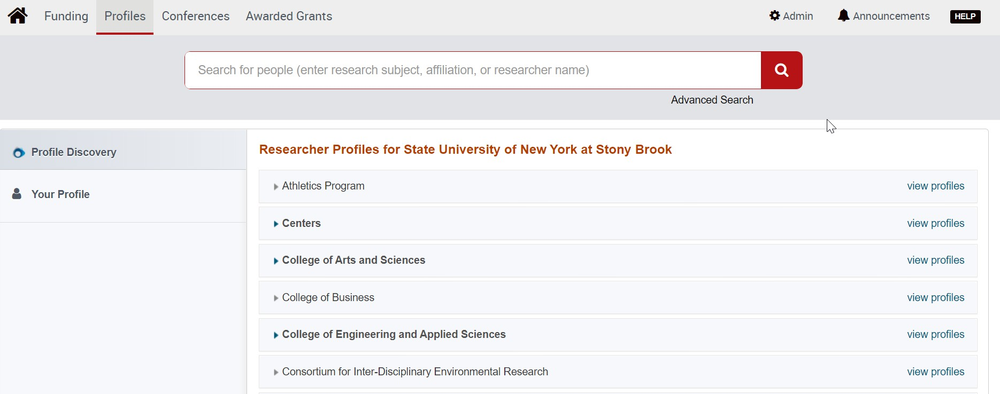 Funding Profiles Conferences Awarded Grants Admin Announcements HELP
Search for people (enter research subject, affiliation, or researcher name)
Advanced Search
Profile Discovery
Your Profile
Researcher Profiles for State University of New York at Stony Brook
Athletics Program view profiles
Centers view profiles
College of Arts and Sciences view profiles
College of Business view profiles
College of Engineering and Applied Sciences view profiles
Consortium for Inter-Disciplinary Environmental Research view profiles